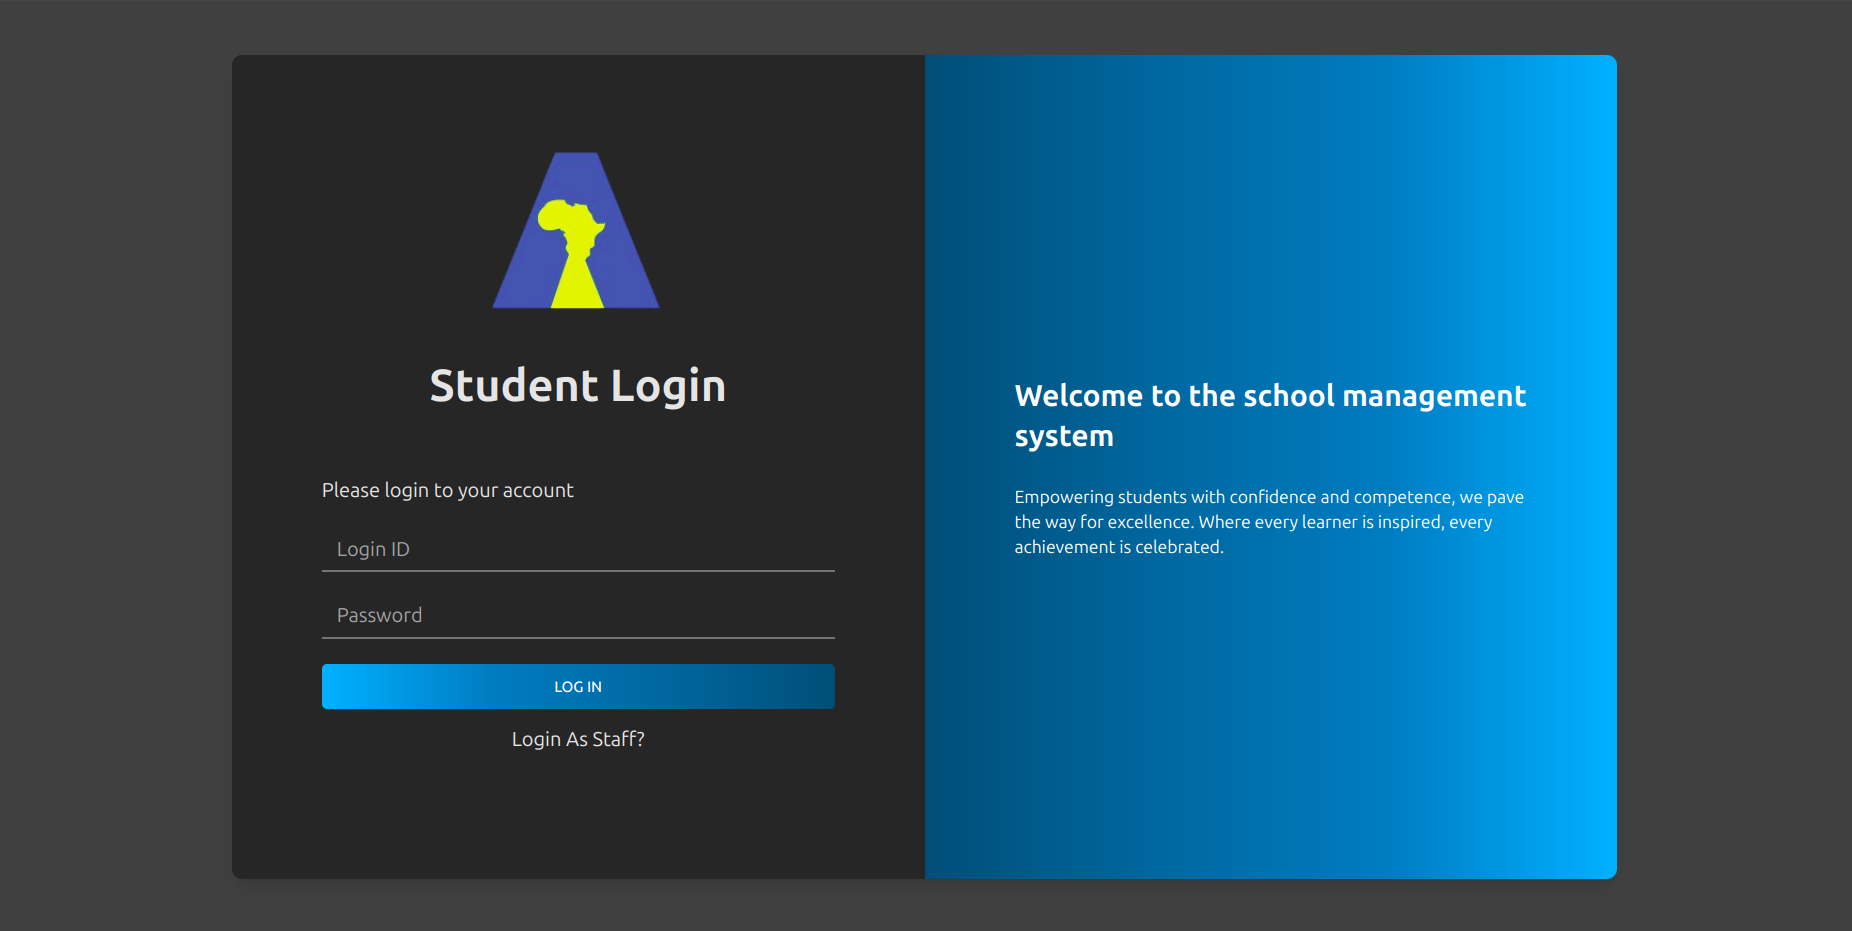 Student Login
Please login to your account
Login ID
Password
LOG IN
Login As Staff?
Welcome to the school management
system
Empowering students with confidence and competence, we pave
the way for excellence. Where every learner is inspired, every
achievement is celebrated.